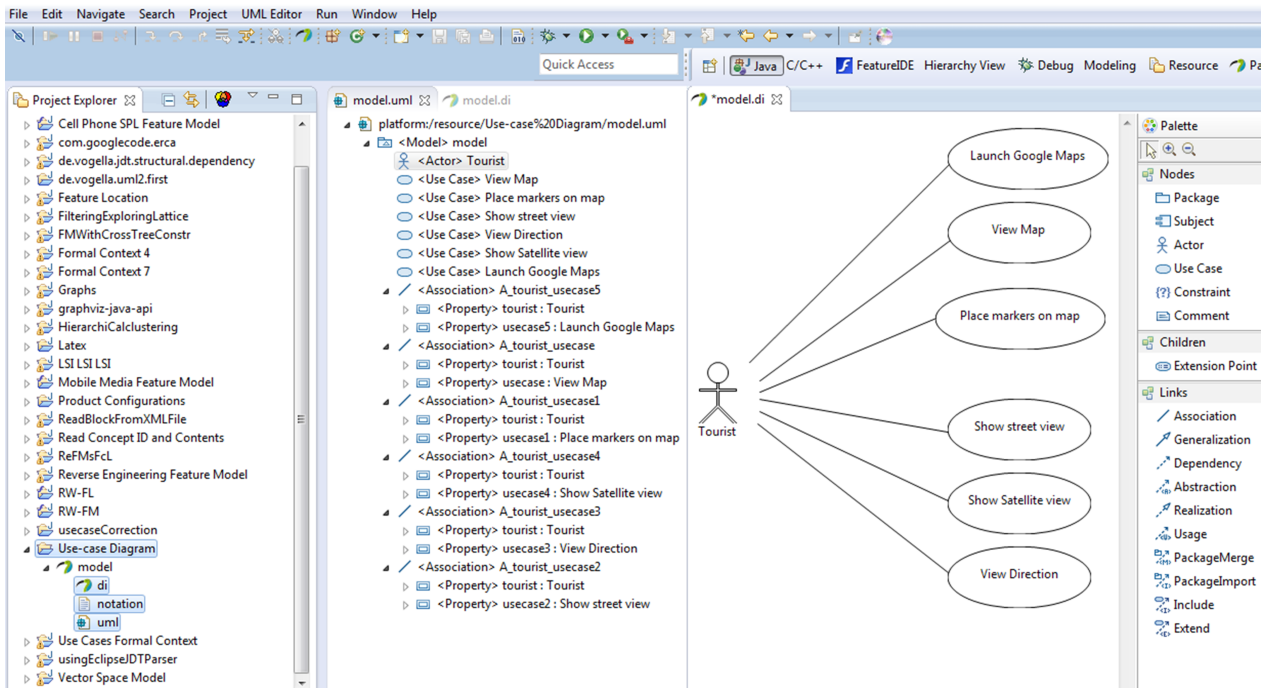 File Edit Navigate Search Project UML Editor Run Window Help
Quick Access
Java C/C++ FeatureIDE Hierarchy View Debug Modeling Resource Pa
Project Explorer
Cell Phone SPL Feature Model
com.googlecode.erca
de.vogella.jdt.structural.dependency
de.vogella.uml2.first
Feature Location
FilteringExploringLattice
FMWithCrossTreeConstr
Formal Context 4
Formal Context 7
Graphs
graphviz-java-api
HierarchiCalclustering
Latex
LSI LSI LSI
Mobile Media Feature Model
Product Configurations
ReadBlockFromXMLFile
Read Concept ID and Contents
ReFMsFcL
Reverse Engineering Feature Model
RW-FL
RW-FM
usecaseCorrection
Use-case Diagram
model
di
notation
uml
Use Cases Formal Context
usingEclipseJDTParser
Vector Space Model
model.uml model.di
platform:/resource/Use-case%20Diagram/model.uml
<Model> model
<Actor> Tourist
<Use Case> View Map
<Use Case> Place markers on map
<Use Case> Show street view
<Use Case> View Direction
<Use Case> Show Satellite view
<Use Case> Launch Google Maps
<Association> A_tourist_usecase5
<Property> tourist : Tourist
<Property> usecase5 : Launch Google Maps
<Association> A_tourist_usecase
<Property> tourist : Tourist
<Property> usecase : View Map
<Association> A_tourist_usecase1
<Property> tourist : Tourist
<Property> usecase1 : Place markers on map
<Association> A_tourist_usecase4
<Property> tourist : Tourist
<Property> usecase4 : Show Satellite view
<Association> A_tourist_usecase3
<Property> tourist : Tourist
<Property> usecase3 : View Direction
<Association> A_tourist_usecase2
<Property> tourist : Tourist
<Property> usecase2 : Show street view
*model.di
Launch Google Maps
View Map
Place markers on map
Tourist
Show street view
Show Satellite view
View Direction
Palette
Nodes
Package
Subject
Actor
Use Case
{?} Constraint
Comment
Children
Extension Point
Links
Association
Generalization
Dependency
Abstraction
Realization
Usage
PackageMerge
PackageImport
Include
Extend